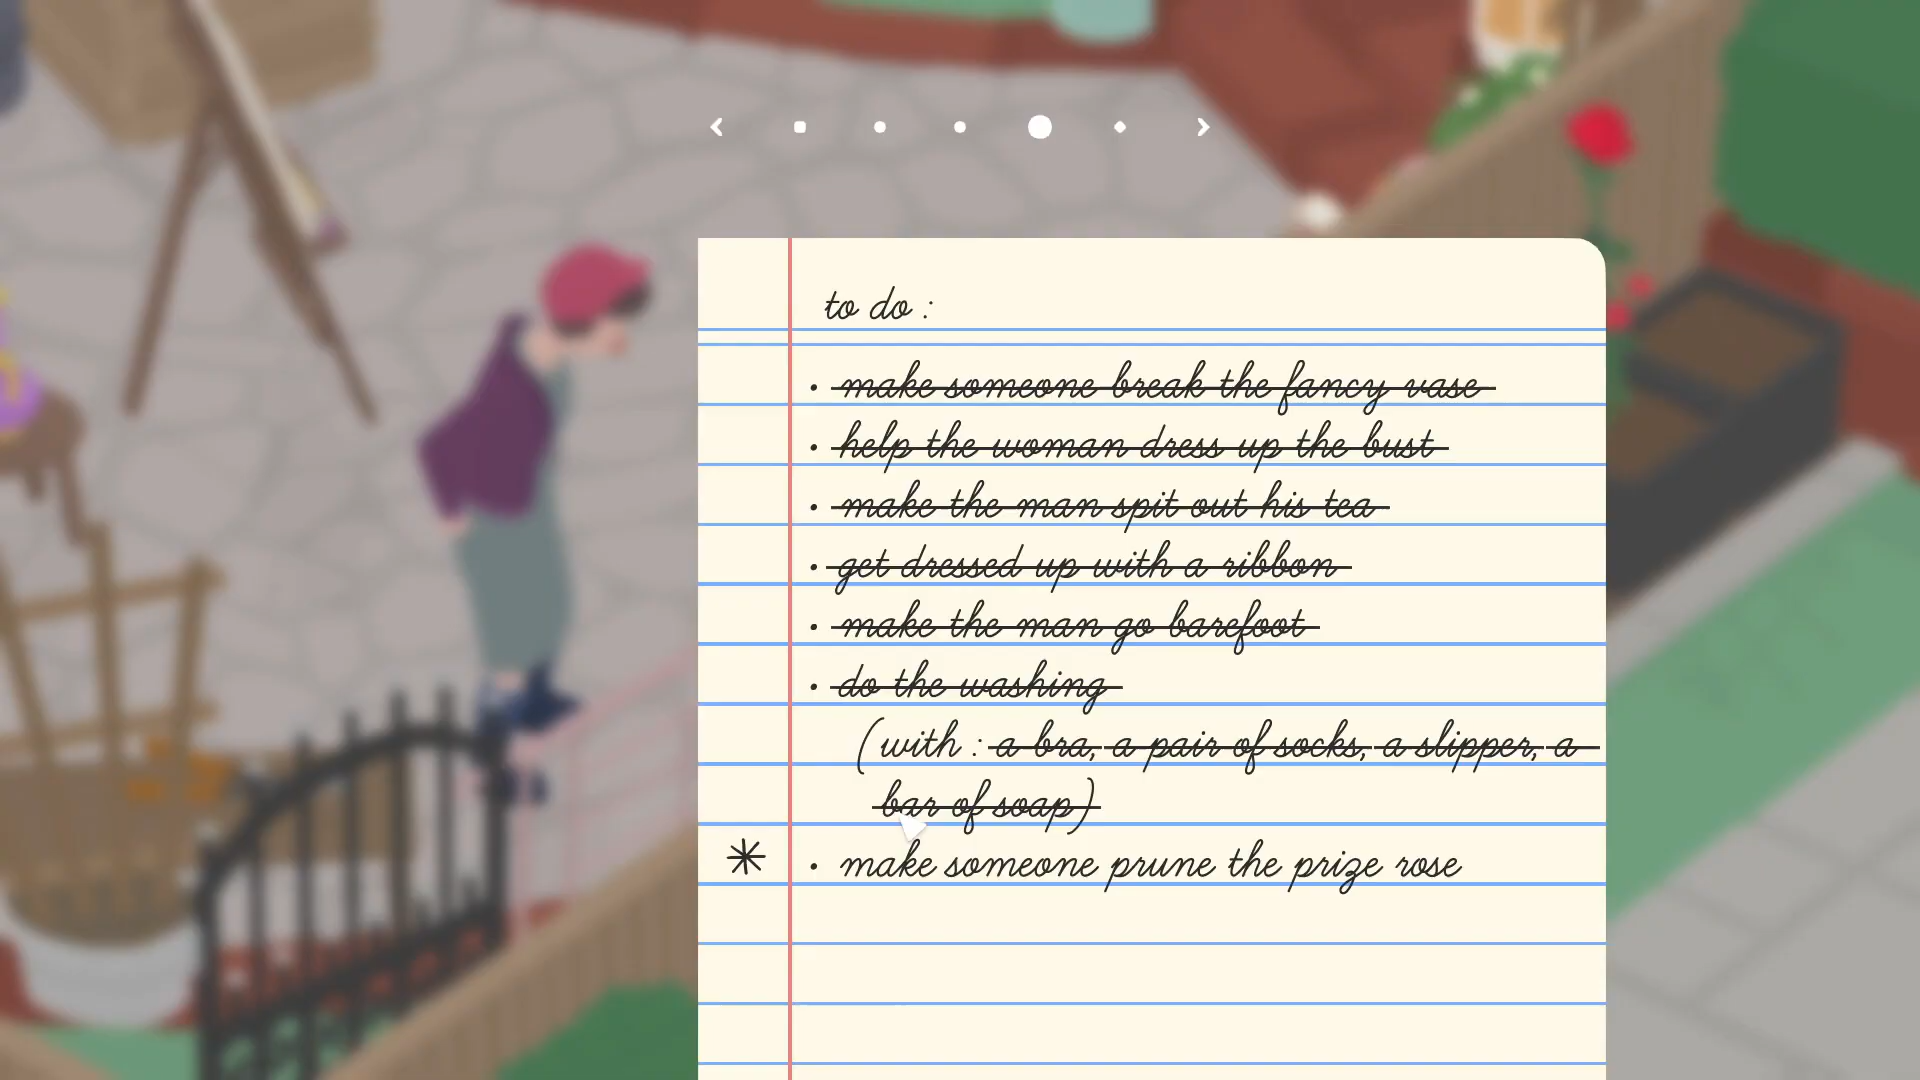 to do :
• make someone break the fancy vase
• help the woman dress up the bust
• make the man spit out his tea
• get dressed up with a ribbon
• make the man go barefoot
• do the washing
(with : a bra, a pair of socks, a slipper, a
bar of soap)
• make someone prune the prize rose